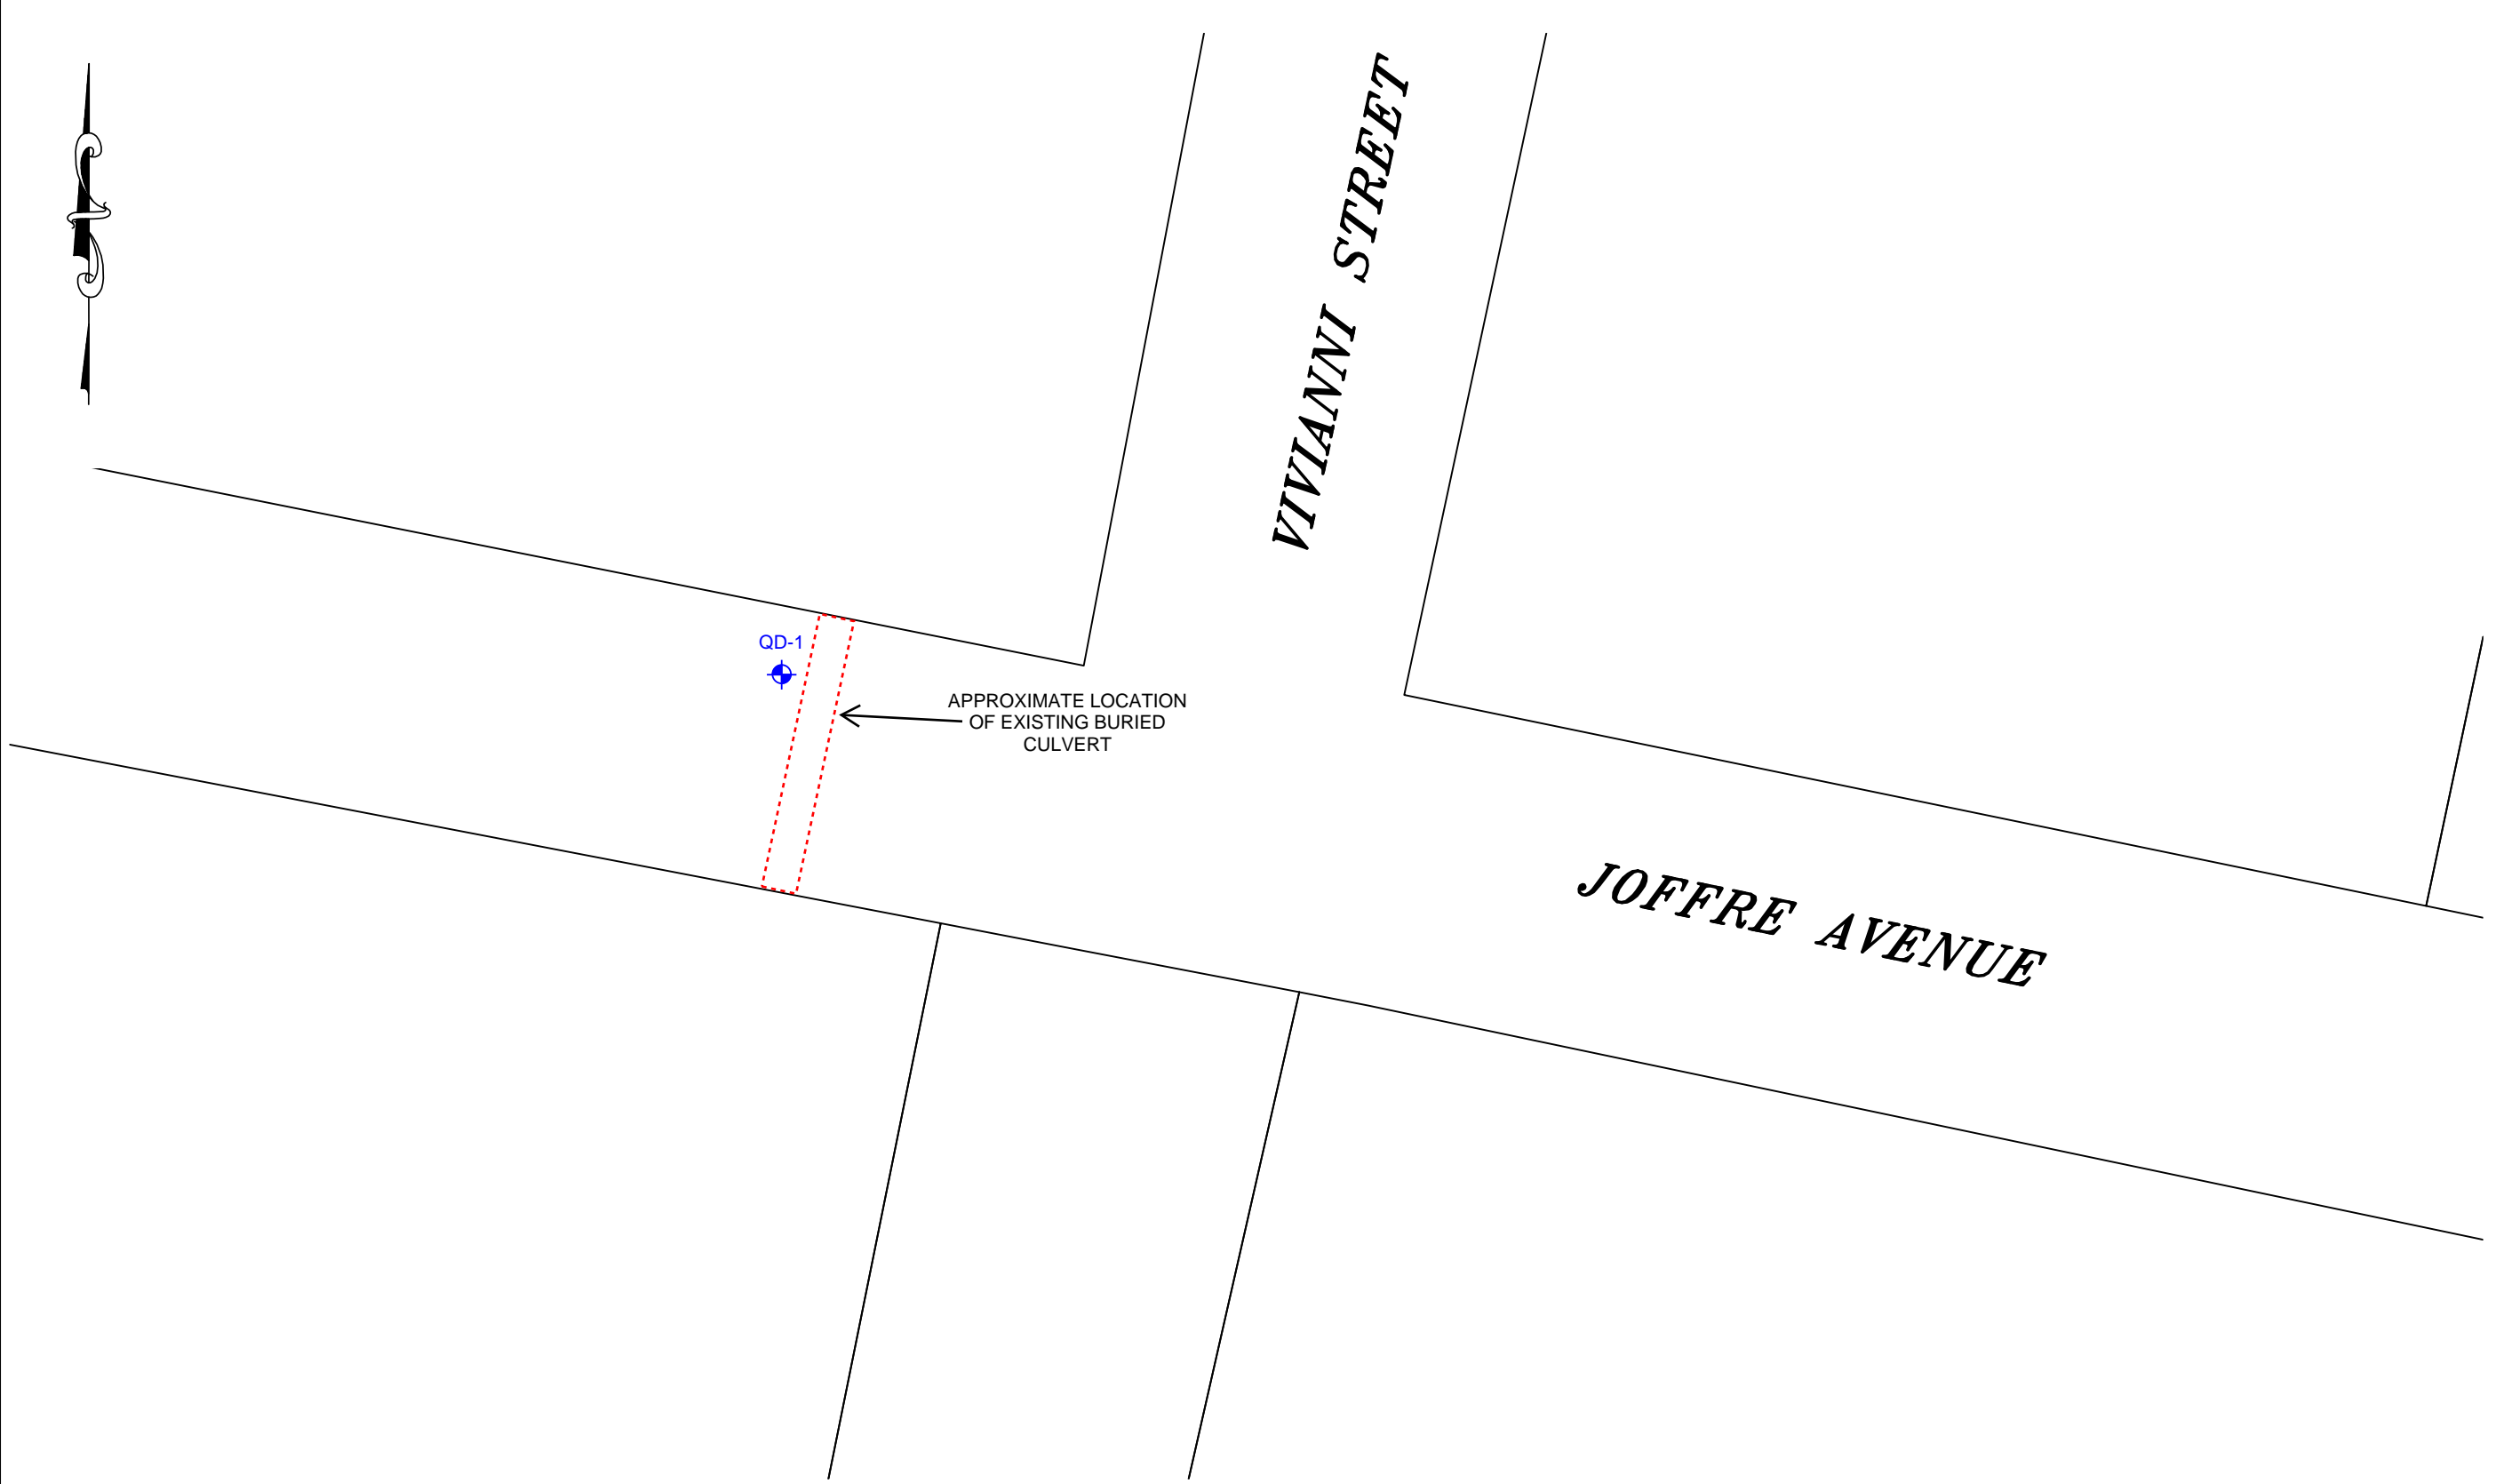 VIVIANNI STREET
QD-1
APPROXIMATE LOCATION
OF EXISTING BURIED
CULVERT
JOFFRE AVENUE